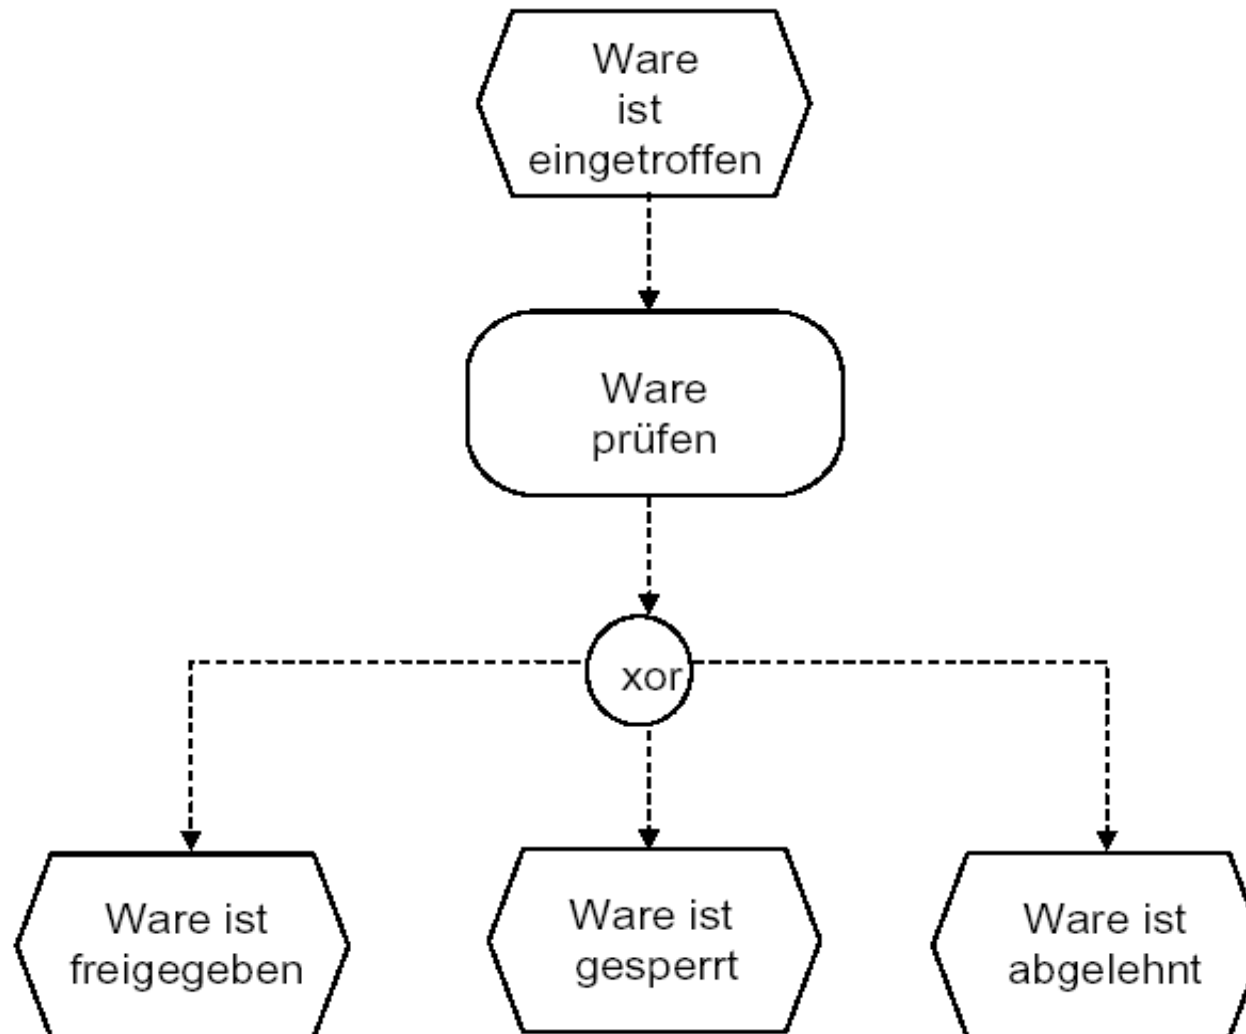 Ware
ist
eingetroffen
Ware
prüfen
xor
Ware ist
freigegeben
Ware ist
gesperrt
Ware ist
abgelehnt